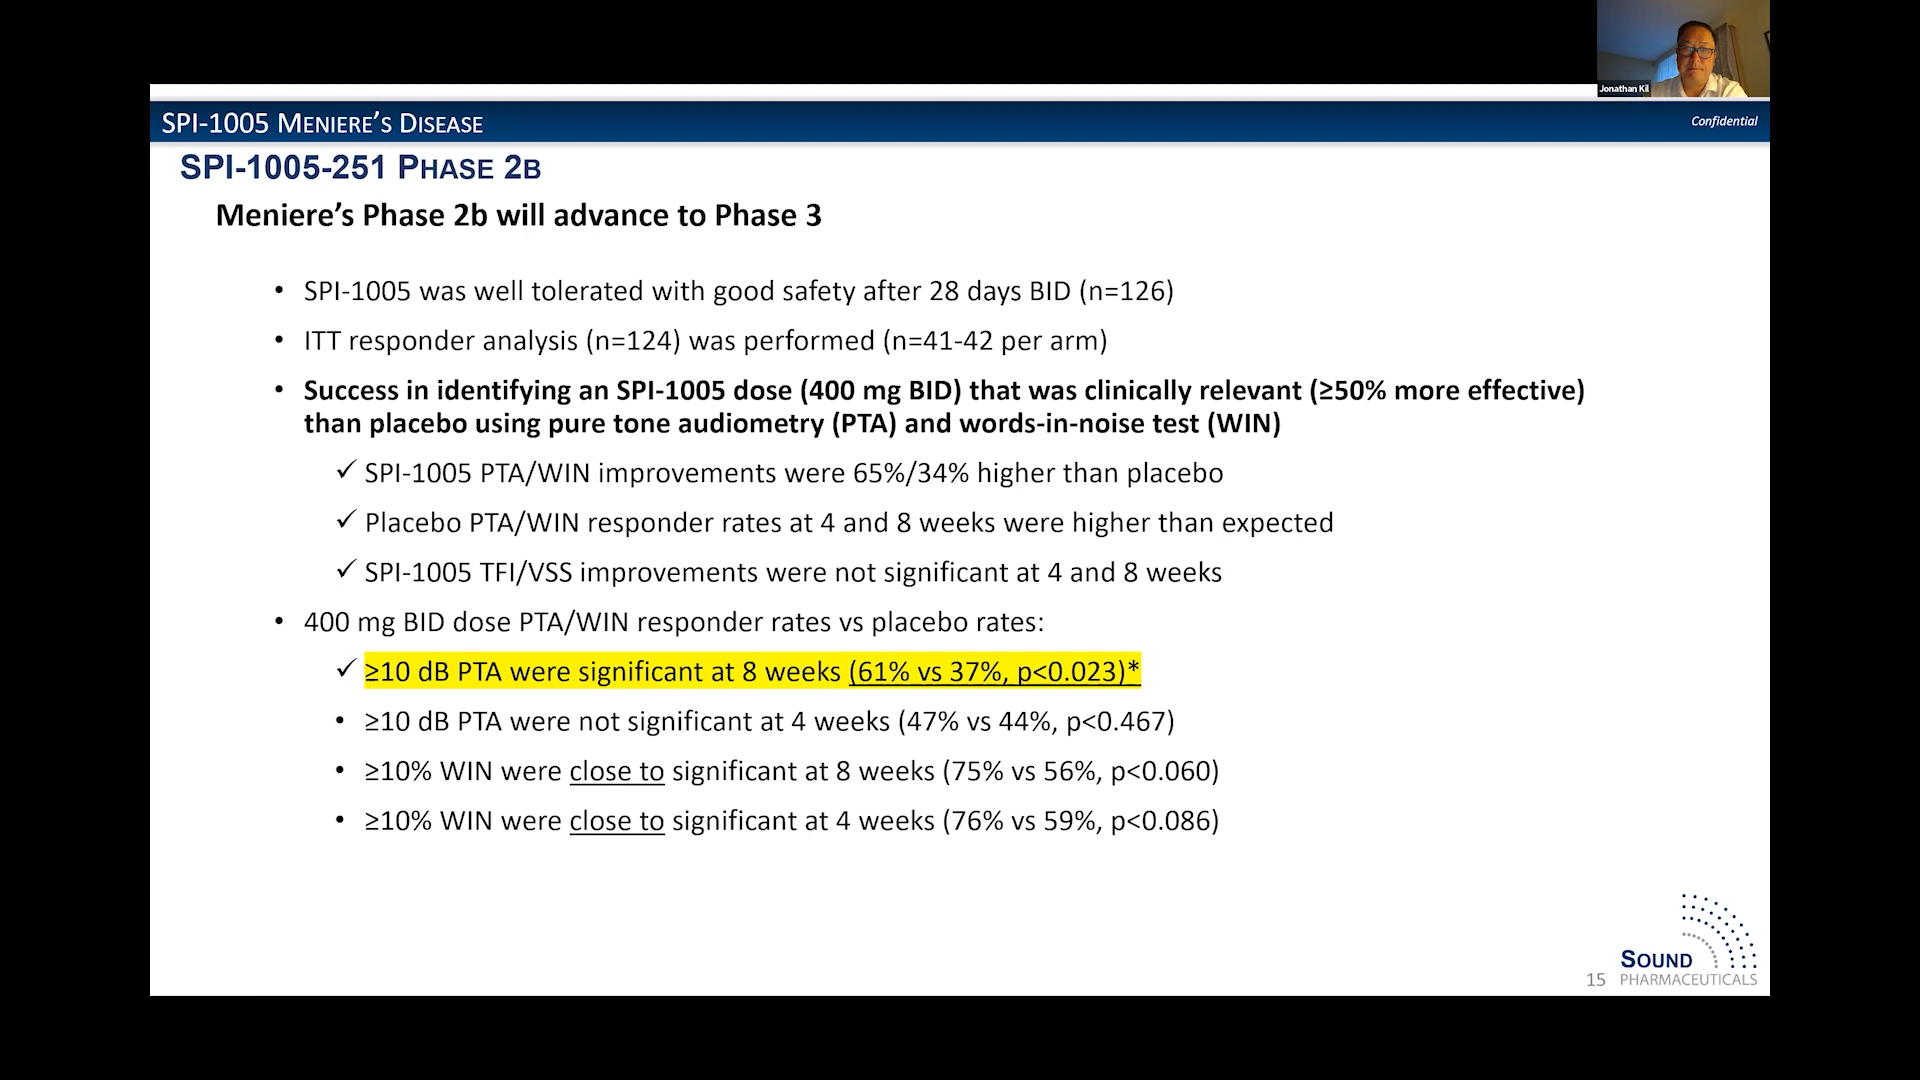 Jonathan Kil
SPI-1005 MENIERE'S DISEASE
Confidential
SPI-1005-251 PHASE 2B
Meniere's Phase 2b will advance to Phase 3
• SPI-1005 was well tolerated with good safety after 28 days BID (n=126)
• ITT responder analysis (n=124) was performed (n=41-42 per arm)
• Success in identifying an SPI-1005 dose (400 mg BID) that was clinically relevant (≥50% more effective)
than placebo using pure tone audiometry (PTA) and words-in-noise test (WIN)
✓ SPI-1005 PTA/WIN improvements were 65%/34% higher than placebo
✓ Placebo PTA/WIN responder rates at 4 and 8 weeks were higher than expected
✓ SPI-1005 TFI/VSS improvements were not significant at 4 and 8 weeks
• 400 mg BID dose PTA/WIN responder rates vs placebo rates:
✓ ≥10 dB PTA were significant at 8 weeks (61% vs 37%, p<0.023)*
• ≥10 dB PTA were not significant at 4 weeks (47% vs 44%, p<0.467)
• ≥10% WIN were close to significant at 8 weeks (75% vs 56%, p<0.060)
• ≥10% WIN were close to significant at 4 weeks (76% vs 59%, p<0.086)
SOUND
15 PHARMACEUTICALS